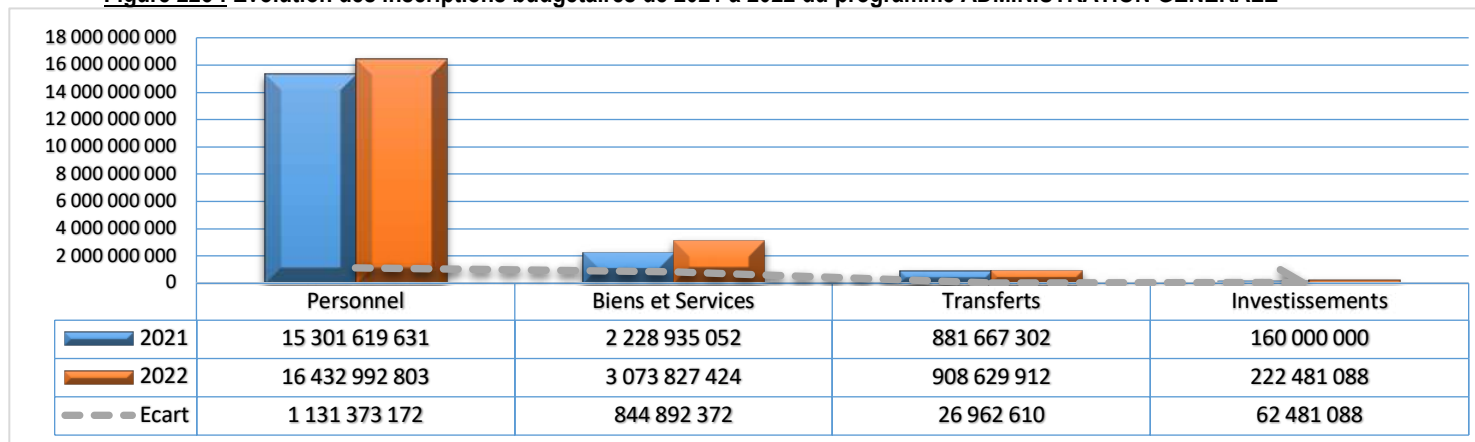 Figure 226 : Evolution des inscriptions budgétaires de 2021 à 2022 du programme ADMINISTRATION GENERALE
18 000 000 000
16 000 000 000
14 000 000 000
12 000 000 000
10 000 000 000
8 000 000 000
6 000 000 000
4 000 000 000
2 000 000 000
0
Personnel Biens et Services Transferts Investissements
2021 15 301 619 631 2 228 935 052 881 667 302 160 000 000
2022 16 432 992 803 3 073 827 424 908 629 912 222 481 088
Ecart 1 131 373 172 844 892 372 26 962 610 62 481 088